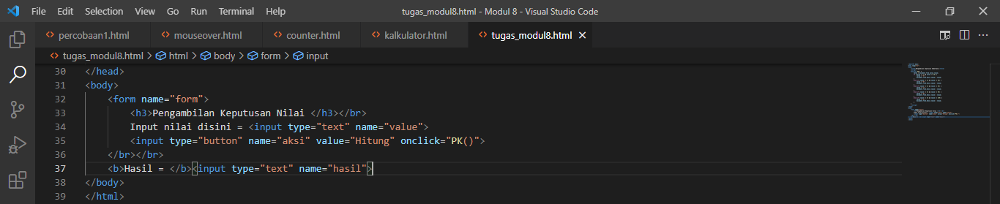 File Edit Selection View Go Run Terminal Help tugas_modul8.html - Modul 8 - Visual Studio Code
percobaan1.html mouseover.html counter.html kalkulator.html tugas_modul8.html
tugas_modul8.html > html > body > form > input
30 </head>
31 <body>
32 <form name="form">
33 <h3>Pengambilan Keputusan Nilai </h3></br>
34 Input nilai disini = <input type="text" name="value">
35 <input type="button" name="aksi" value="Hitung" onclick="PK()">
36 </br></br>
37 <b>Hasil = </b><input type="text" name="hasil">
38 </body>
39 </html>